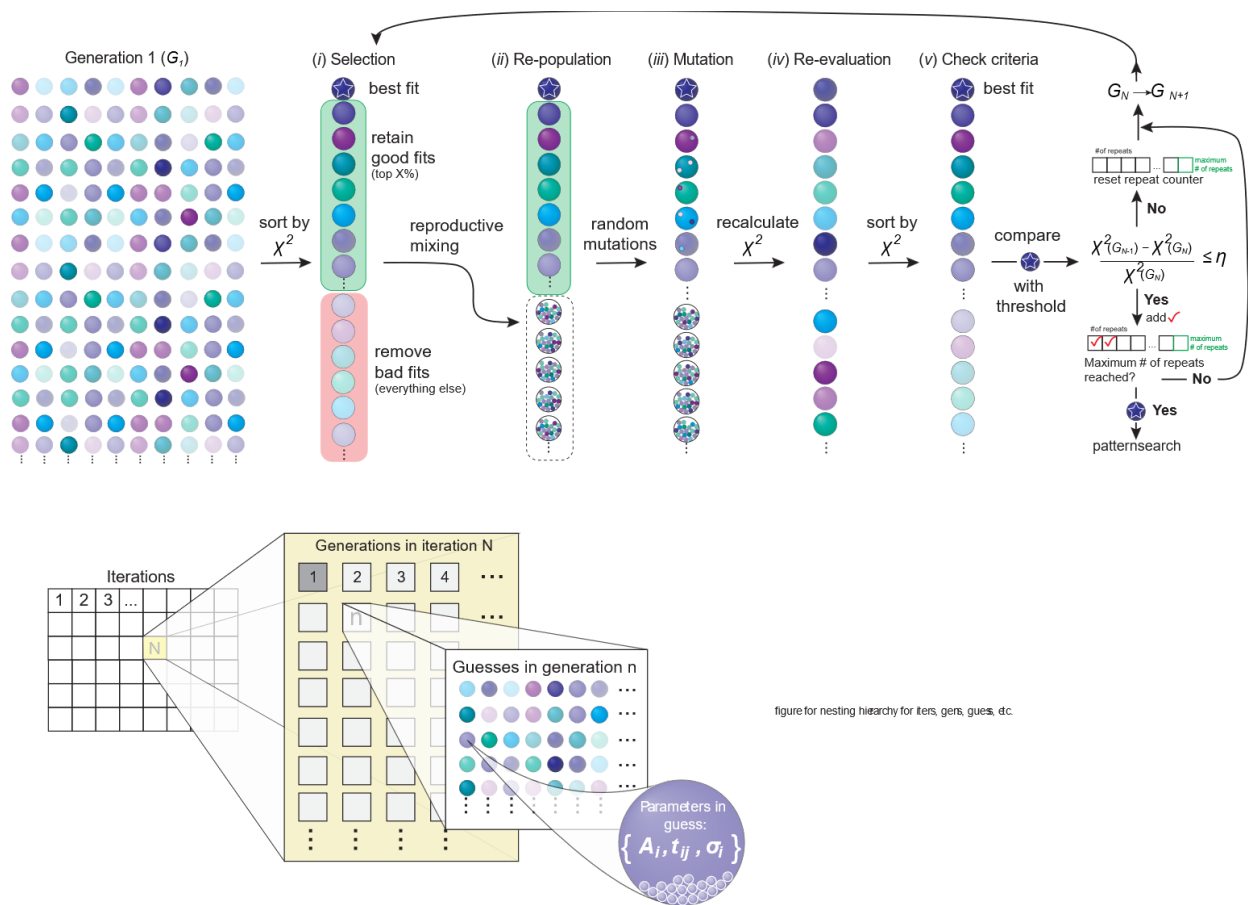 Generation 1 (G1)
(i) Selection
(ii) Re-population
(iii) Mutation
(iv) Re-evaluation
(v) Check criteria
best fit
retain
good fits
(top X%)
sort by
χ²
remove
bad fits
(everything else)
reproductive
mixing
random
mutations
recalculate
χ²
sort by
χ²
best fit
compare
with
threshold
G N → G N+1
#of repeats
... maximum
# of repeats
reset repeat counter
No
χ²(G N-1) - χ²(G N)
χ²(G N)
≤ η
Yes
add ✓
#of repeats
✓ ✓ ... maximum
# of repeats
Maximum # of repeats
reached?
No
Yes
patternsearch
Iterations
1 2 3 ...
N
Generations in iteration N
1 2 3 4 ...
n ...
Guesses in generation n
Parameters in
guess:
{ Ai , tij , σi }
figure for nesting hierarchy for iters, gens, guess, etc.